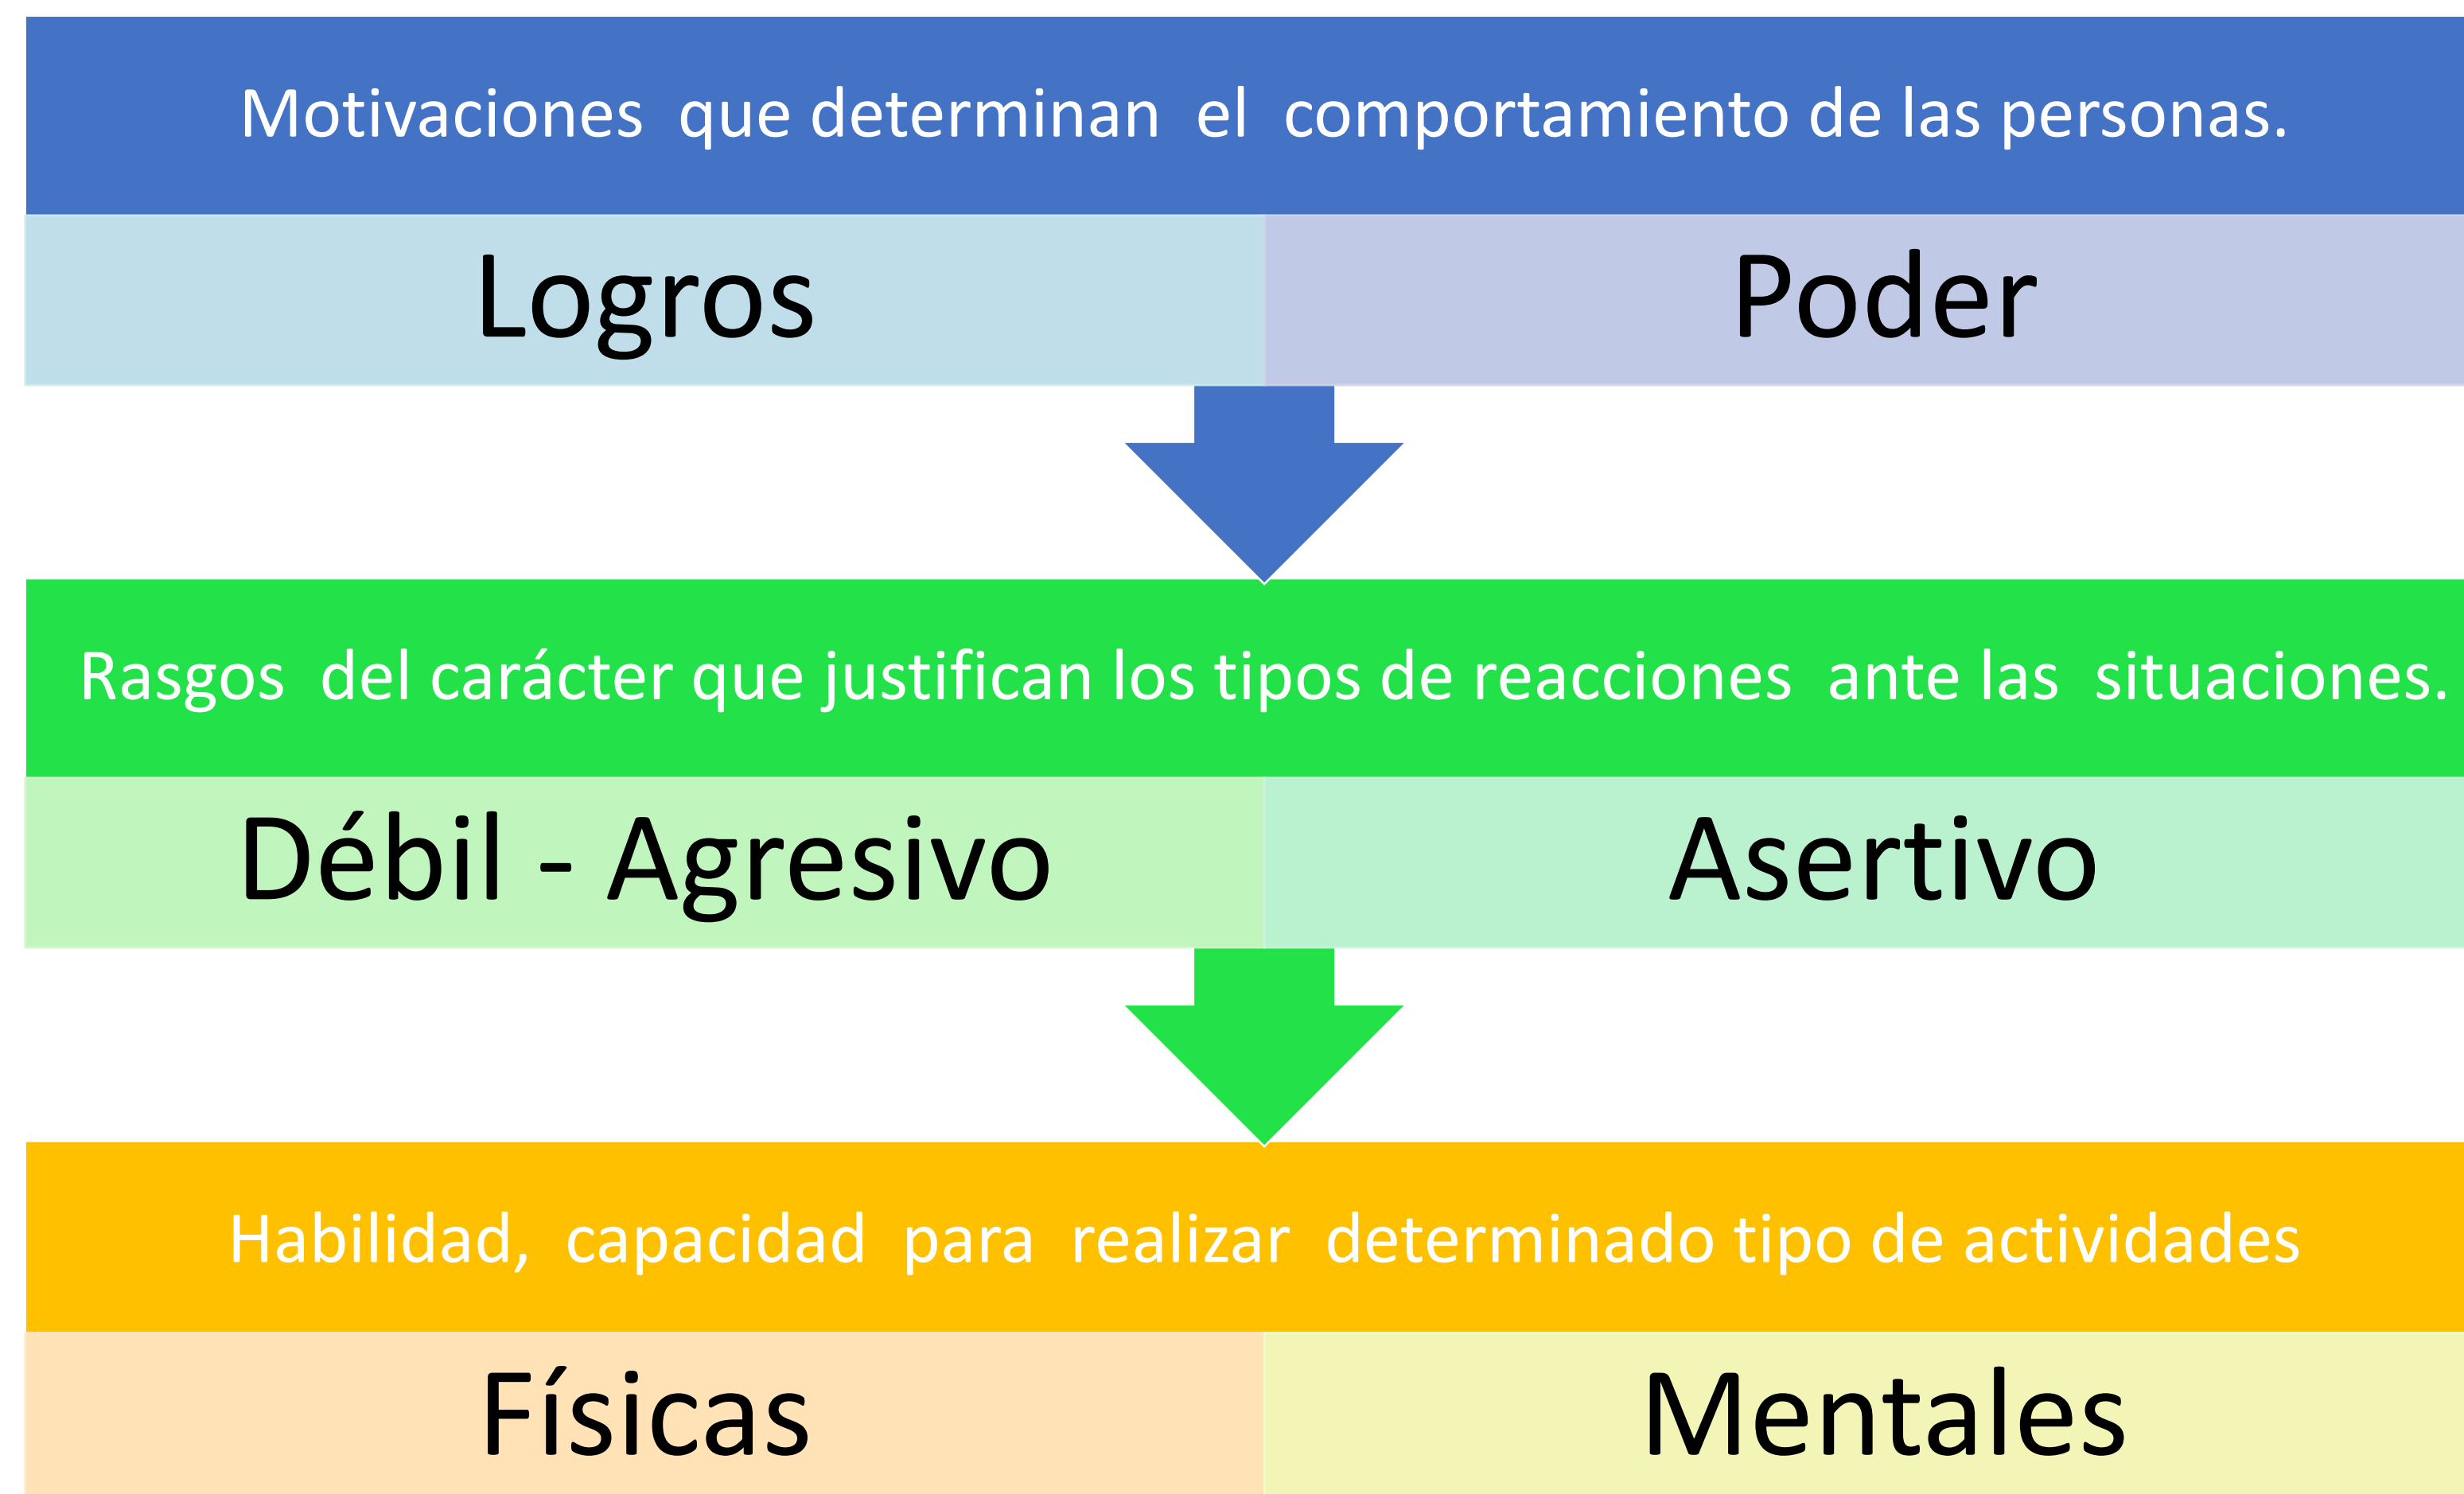 Motivaciones que determinan el comportamiento de las personas.
Logros
Poder
Rasgos del carácter que justifican los tipos de reacciones ante las situaciones.
Débil - Agresivo
Asertivo
Habilidad, capacidad para realizar determinado tipo de actividades
Físicas
Mentales